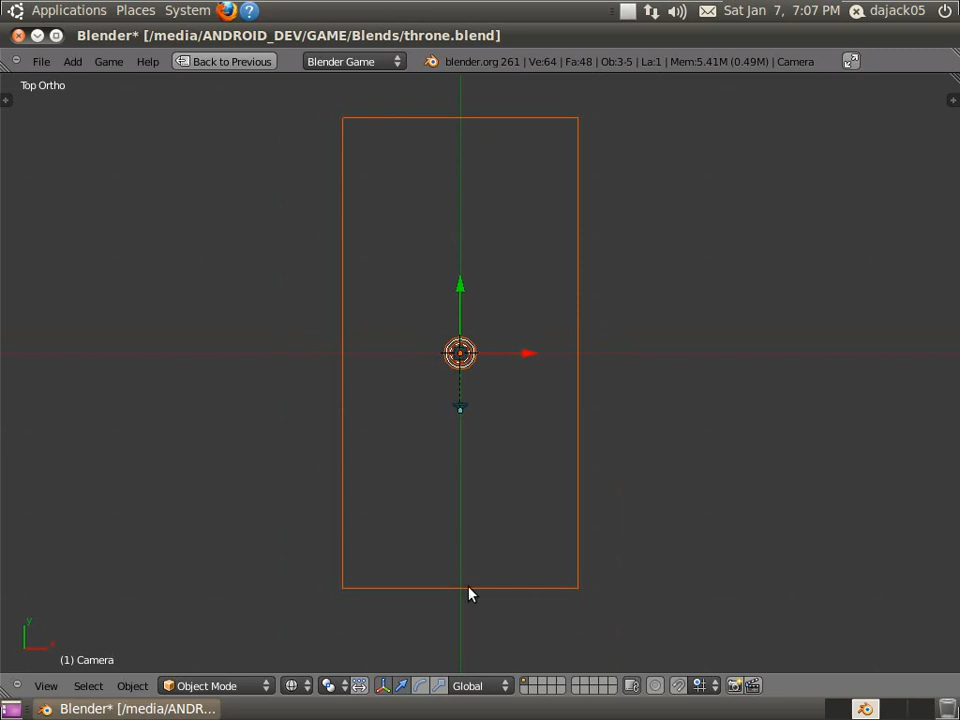 Applications Places System ? Sat Jan 7, 7:07 PM dajack05
Blender* [/media/ANDROID_DEV/GAME/Blends/throne.blend]
File Add Game Help Back to Previous Blender Game blender.org 261 | Ve:64 | Fa:48 | Ob:3-5 | La:1 | Mem:5.41M (0.49M) | Camera
Top Ortho
y
x
(1) Camera
View Select Object Object Mode Global
Blender* [/media/ANDR...